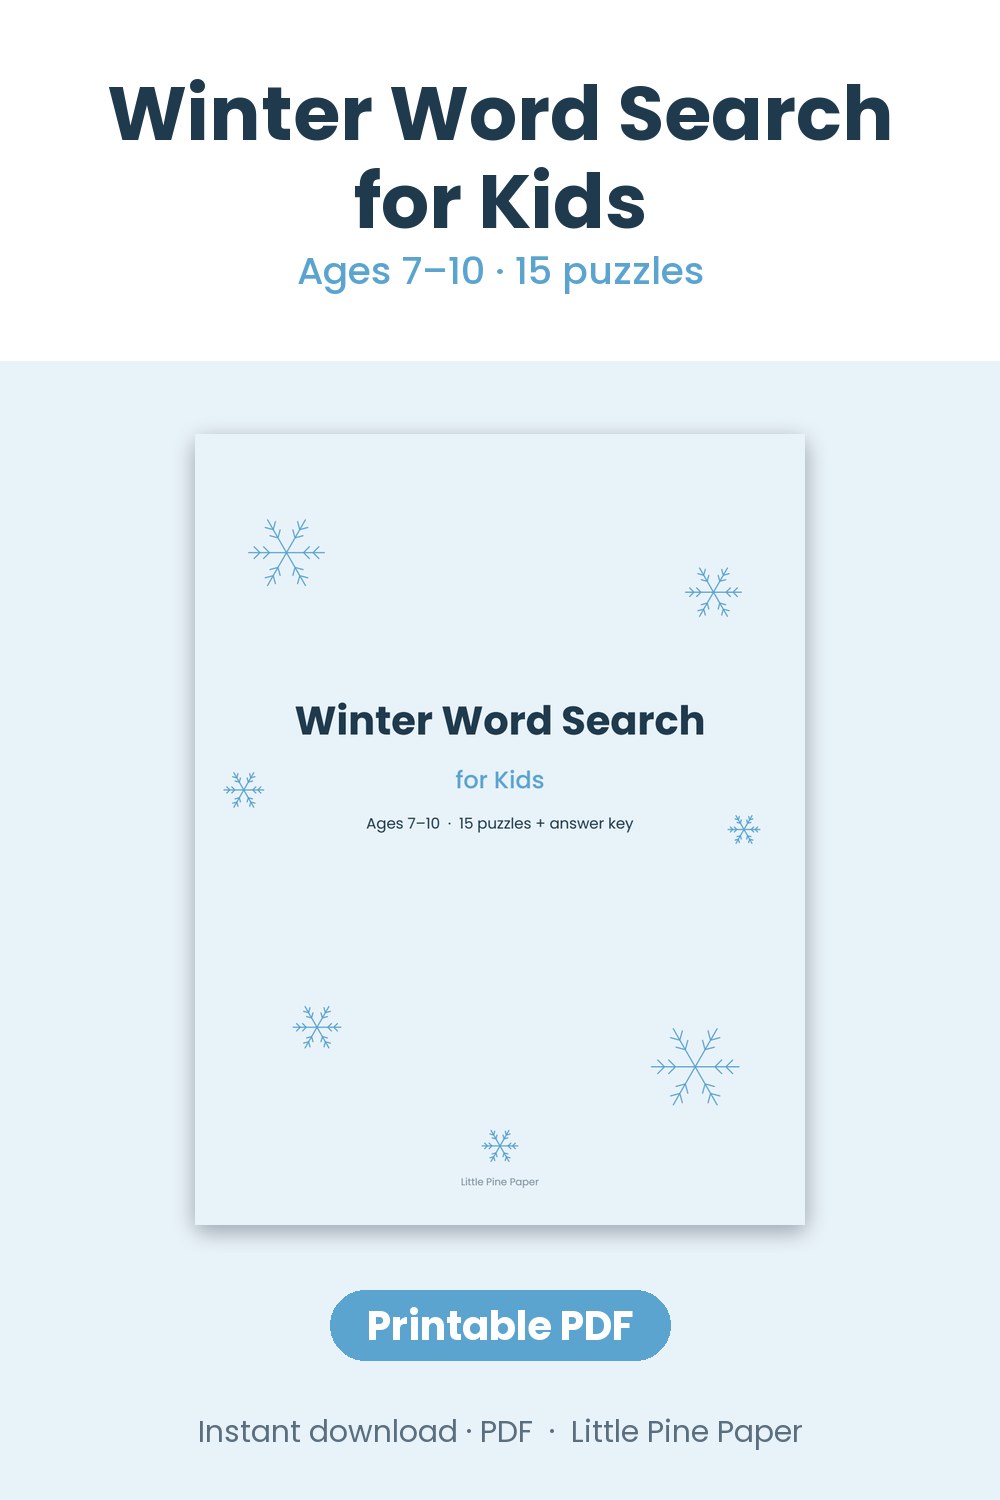 Winter Word Search
for Kids
Ages 7–10 · 15 puzzles
Winter Word Search
for Kids
Ages 7–10 · 15 puzzles + answer key
Little Pine Paper
Printable PDF
Instant download · PDF · Little Pine Paper